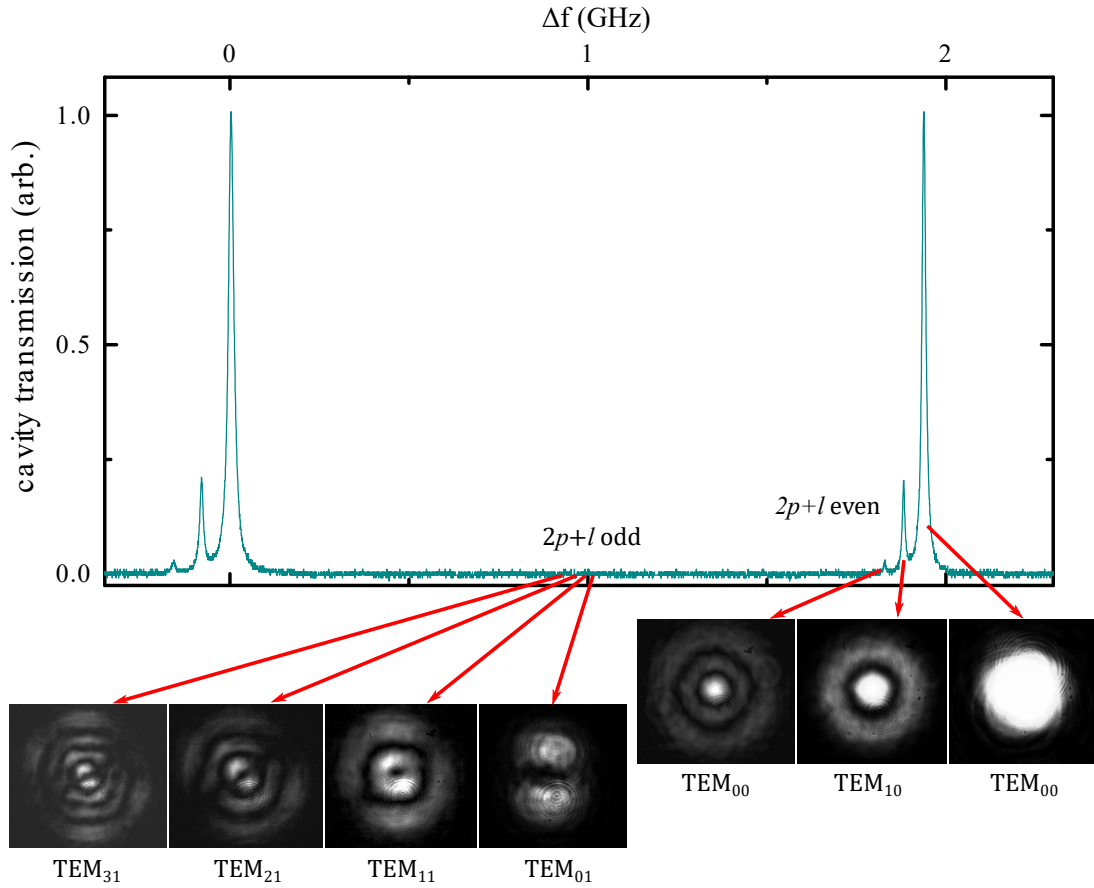 Δf (GHz)
0 1 2
cavity transmission (arb.)
1.0
0.5
0.0
2p+l odd
2p+l even
TEM₀₀ TEM₁₀ TEM₀₀
TEM₃₁ TEM₂₁ TEM₁₁ TEM₀₁